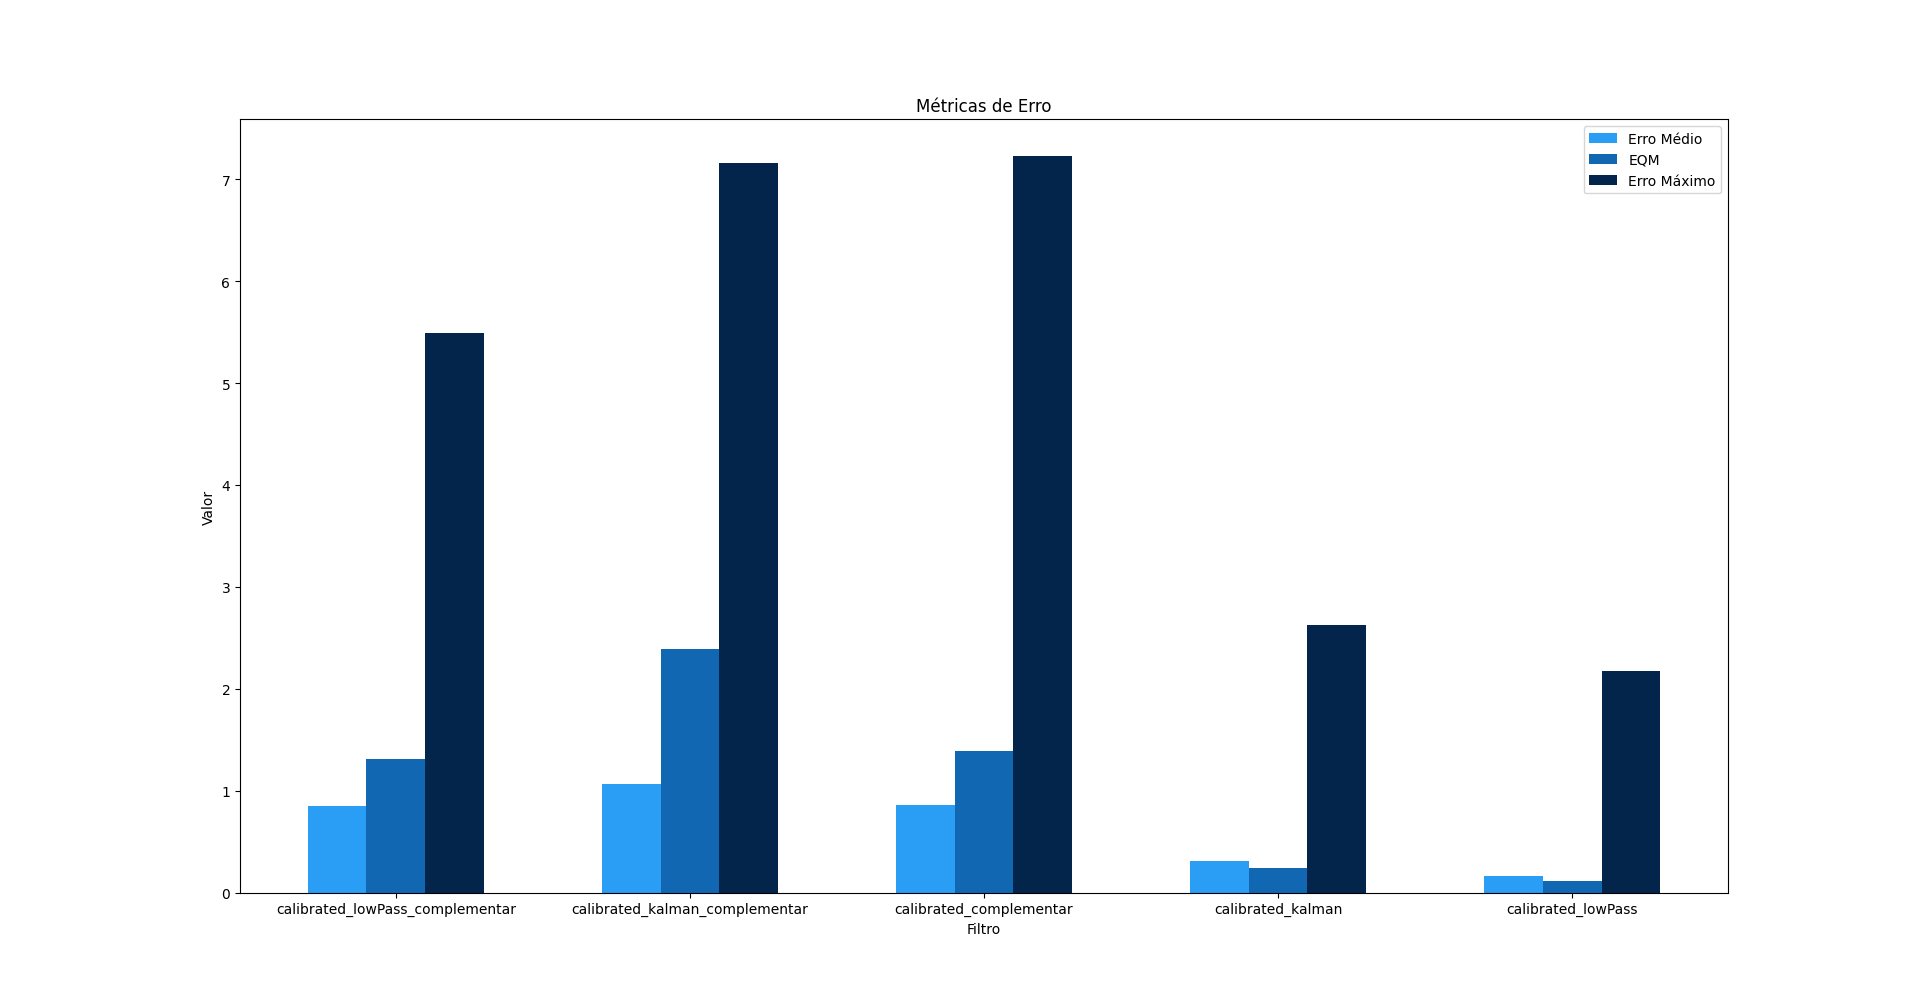 Métricas de Erro
Erro Médio
EQM
Erro Máximo
7
6
5
4
3
2
1
0
Valor
calibrated_lowPass_complementar
calibrated_kalman_complementar
calibrated_complementar
calibrated_kalman
calibrated_lowPass
Filtro